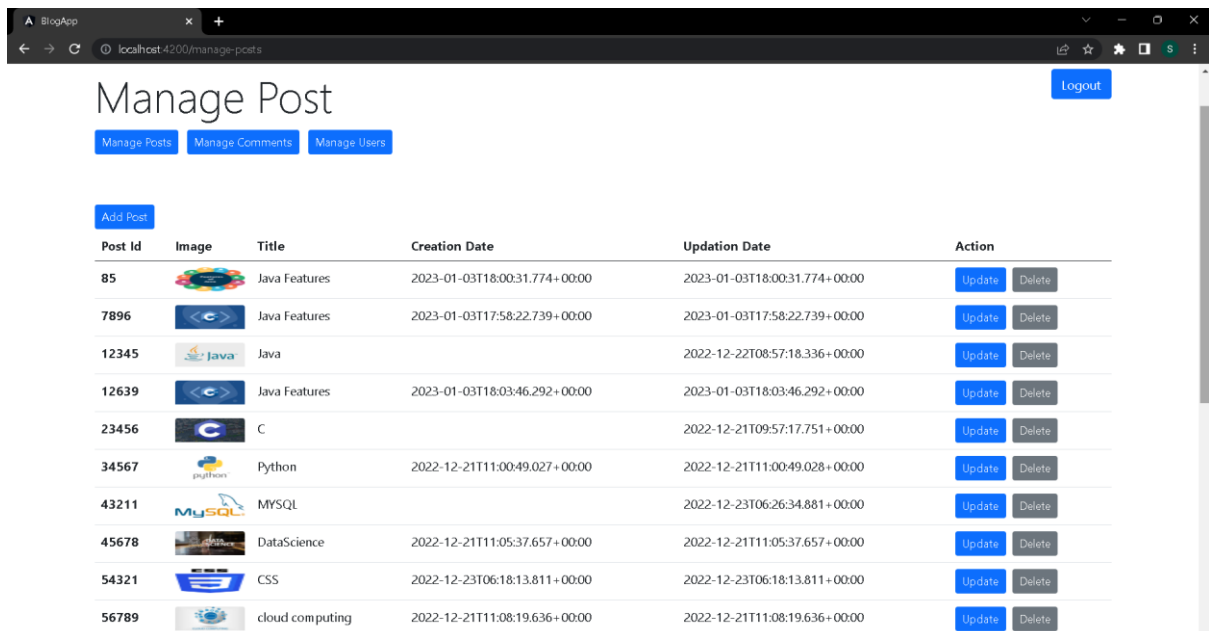 BlogApp
localhost:4200/manage-posts
S
Manage Post
Logout
Manage Posts Manage Comments Manage Users
Add Post
Post Id Image Title Creation Date Updation Date Action
85 Java Features 2023-01-03T18:00:31.774+00:00 2023-01-03T18:00:31.774+00:00 Update Delete
7896 <C> Java Features 2023-01-03T17:58:22.739+00:00 2023-01-03T17:58:22.739+00:00 Update Delete
12345 Java Java 2022-12-22T08:57:18.336+00:00 Update Delete
12639 <C> Java Features 2023-01-03T18:03:46.292+00:00 2023-01-03T18:03:46.292+00:00 Update Delete
23456 C C 2022-12-21T09:57:17.751+00:00 Update Delete
34567 python Python 2022-12-21T11:00:49.027+00:00 2022-12-21T11:00:49.028+00:00 Update Delete
43211 MySQL MYSQL 2022-12-23T06:26:34.881+00:00 Update Delete
45678 DataScience 2022-12-21T11:05:37.657+00:00 2022-12-21T11:05:37.657+00:00 Update Delete
54321 CSS CSS 2022-12-23T06:18:13.811+00:00 2022-12-23T06:18:13.811+00:00 Update Delete
56789 cloud computing 2022-12-21T11:08:19.636+00:00 2022-12-21T11:08:19.636+00:00 Update Delete